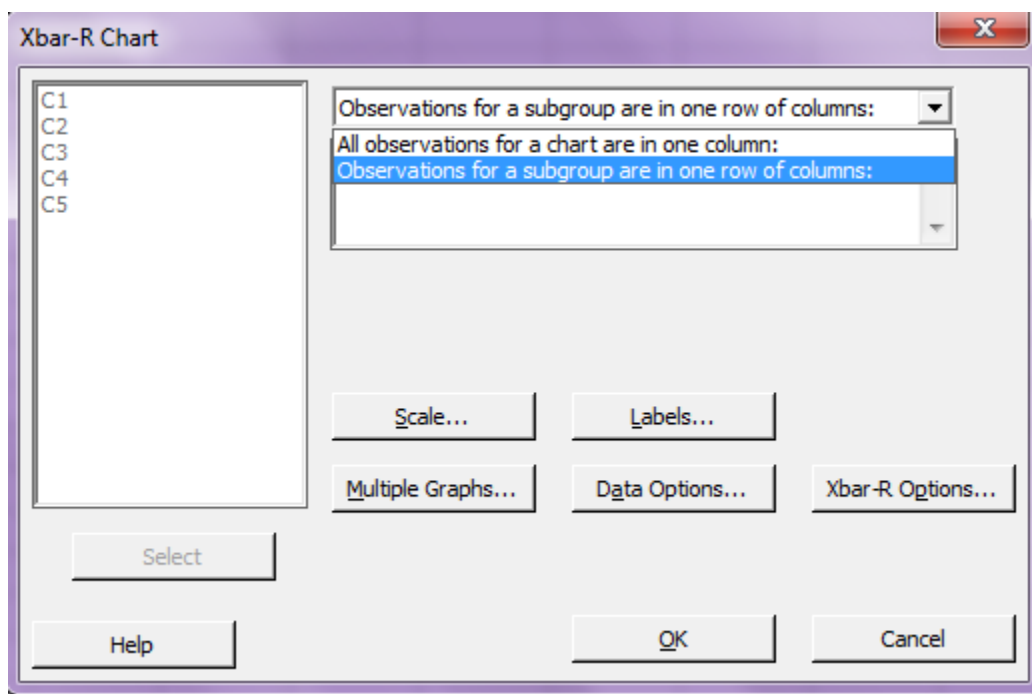 Xbar-R Chart
C1
C2
C3
C4
C5
Observations for a subgroup are in one row of columns:
All observations for a chart are in one column:
Observations for a subgroup are in one row of columns:
Scale...
Labels...
Multiple Graphs...
Data Options...
Xbar-R Options...
Select
Help
OK
Cancel